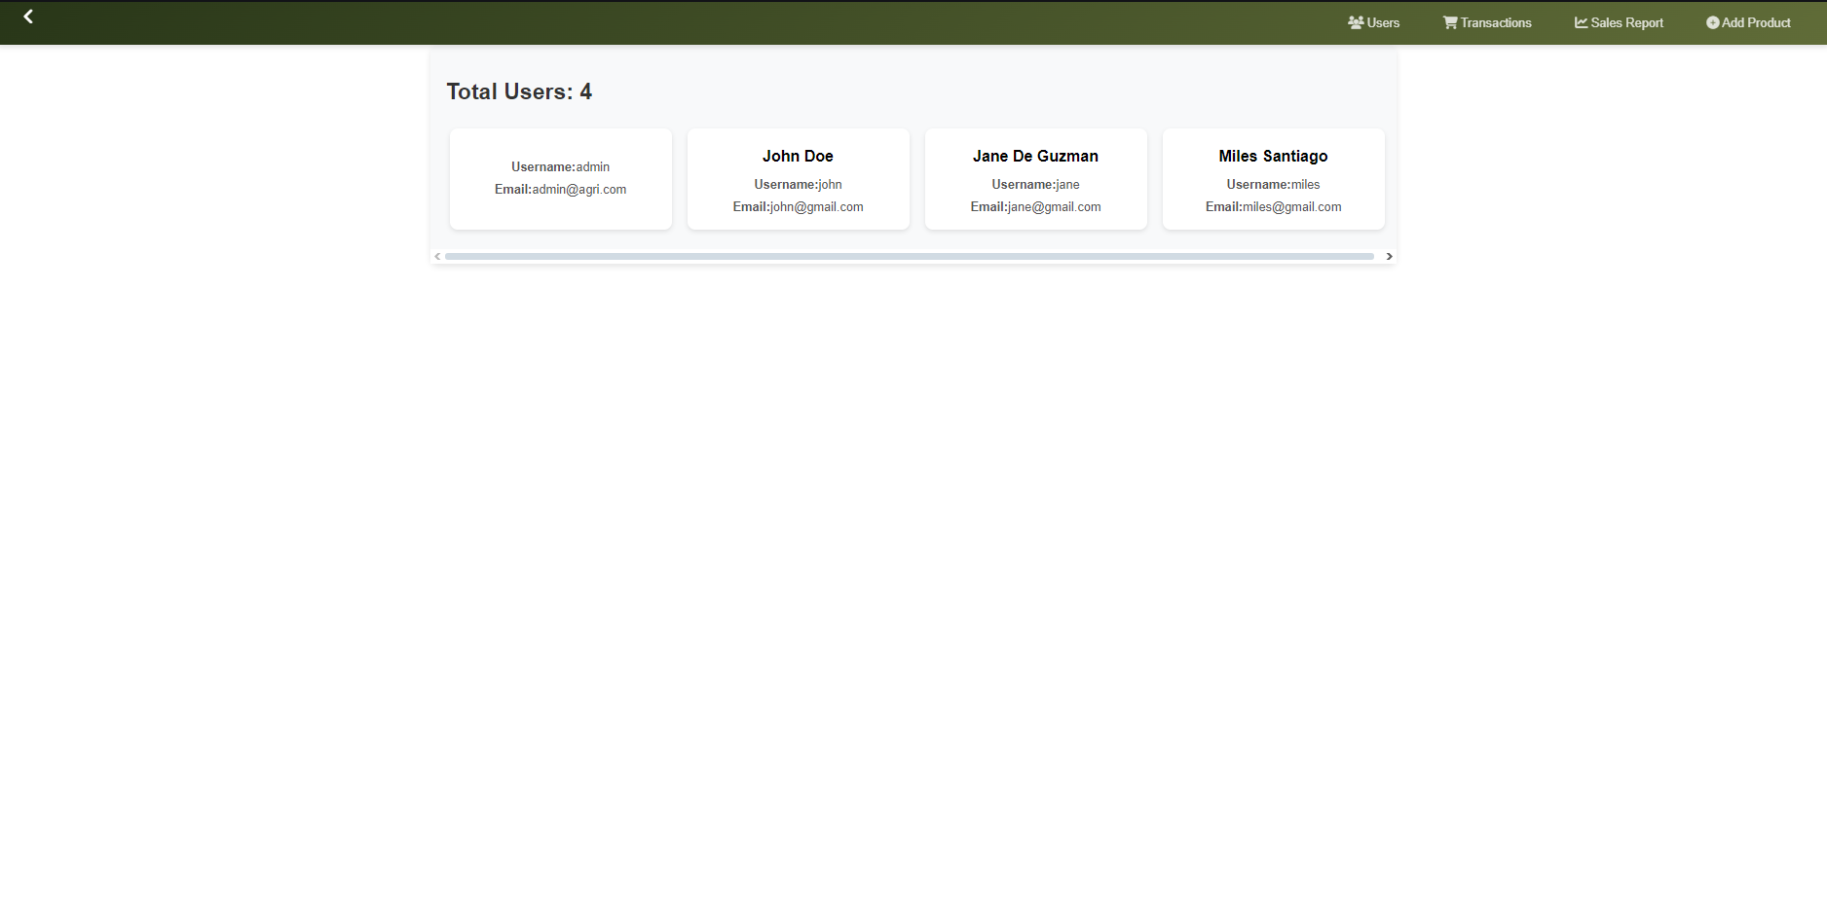 Users Transactions Sales Report Add Product
Total Users: 4
Username:admin
Email:admin@agri.com
John Doe
Username:john
Email:john@gmail.com
Jane De Guzman
Username:jane
Email:jane@gmail.com
Miles Santiago
Username:miles
Email:miles@gmail.com